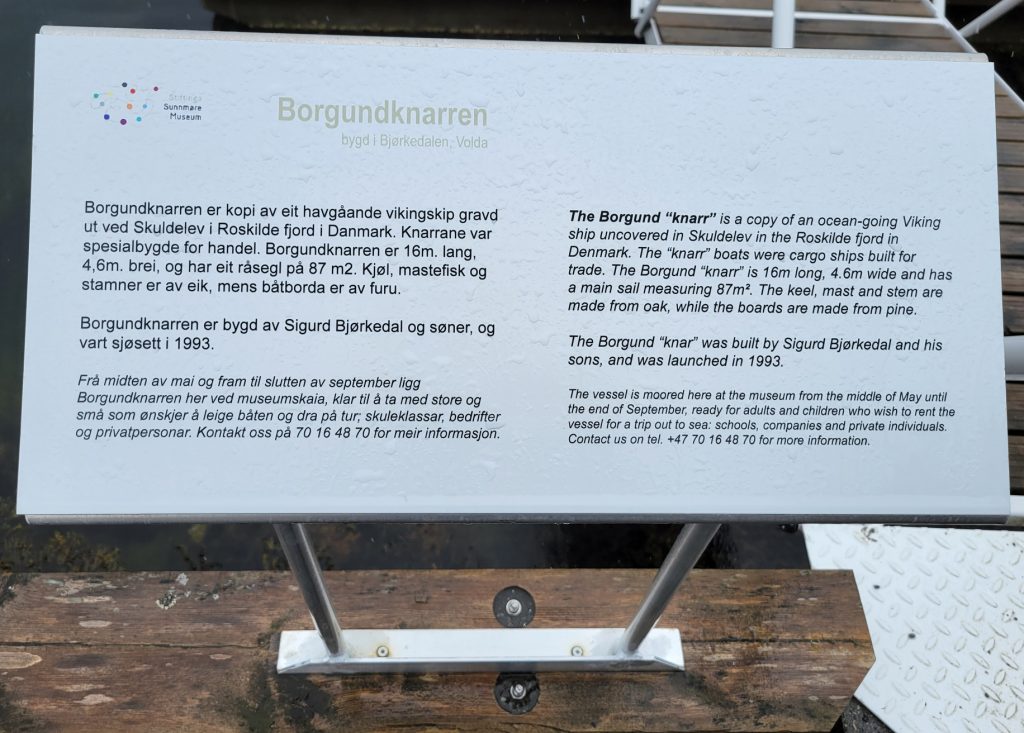 Stiftinga
Sunnmøre
Museum
Borgundknarren
bygd i Bjørkedalen, Volda
Borgundknarren er kopi av eit havgåande vikingskip gravd
ut ved Skuldelev i Roskilde fjord i Danmark. Knarrane var
spesialbygde for handel. Borgundknarren er 16m. lang,
4,6m. brei, og har eit råsegl på 87 m2. Kjøl, mastefisk og
stamner er av eik, mens båtborda er av furu.
Borgundknarren er bygd av Sigurd Bjørkedal og søner, og
vart sjøsett i 1993.
Frå midten av mai og fram til slutten av september ligg
Borgundknarren her ved museumskaia, klar til å ta med store og
små som ønskjer å leige båten og dra på tur; skuleklassar, bedrifter
og privatpersonar. Kontakt oss på 70 16 48 70 for meir informasjon.
The Borgund “knarr” is a copy of an ocean-going Viking
ship uncovered in Skuldelev in the Roskilde fjord in
Denmark. The “knarr” boats were cargo ships built for
trade. The Borgund “knarr” is 16m long, 4.6m wide and has
a main sail measuring 87m². The keel, mast and stem are
made from oak, while the boards are made from pine.
The Borgund “knar” was built by Sigurd Bjørkedal and his
sons, and was launched in 1993.
The vessel is moored here at the museum from the middle of May until
the end of September, ready for adults and children who wish to rent the
vessel for a trip out to sea: schools, companies and private individuals.
Contact us on tel. +47 70 16 48 70 for more information.